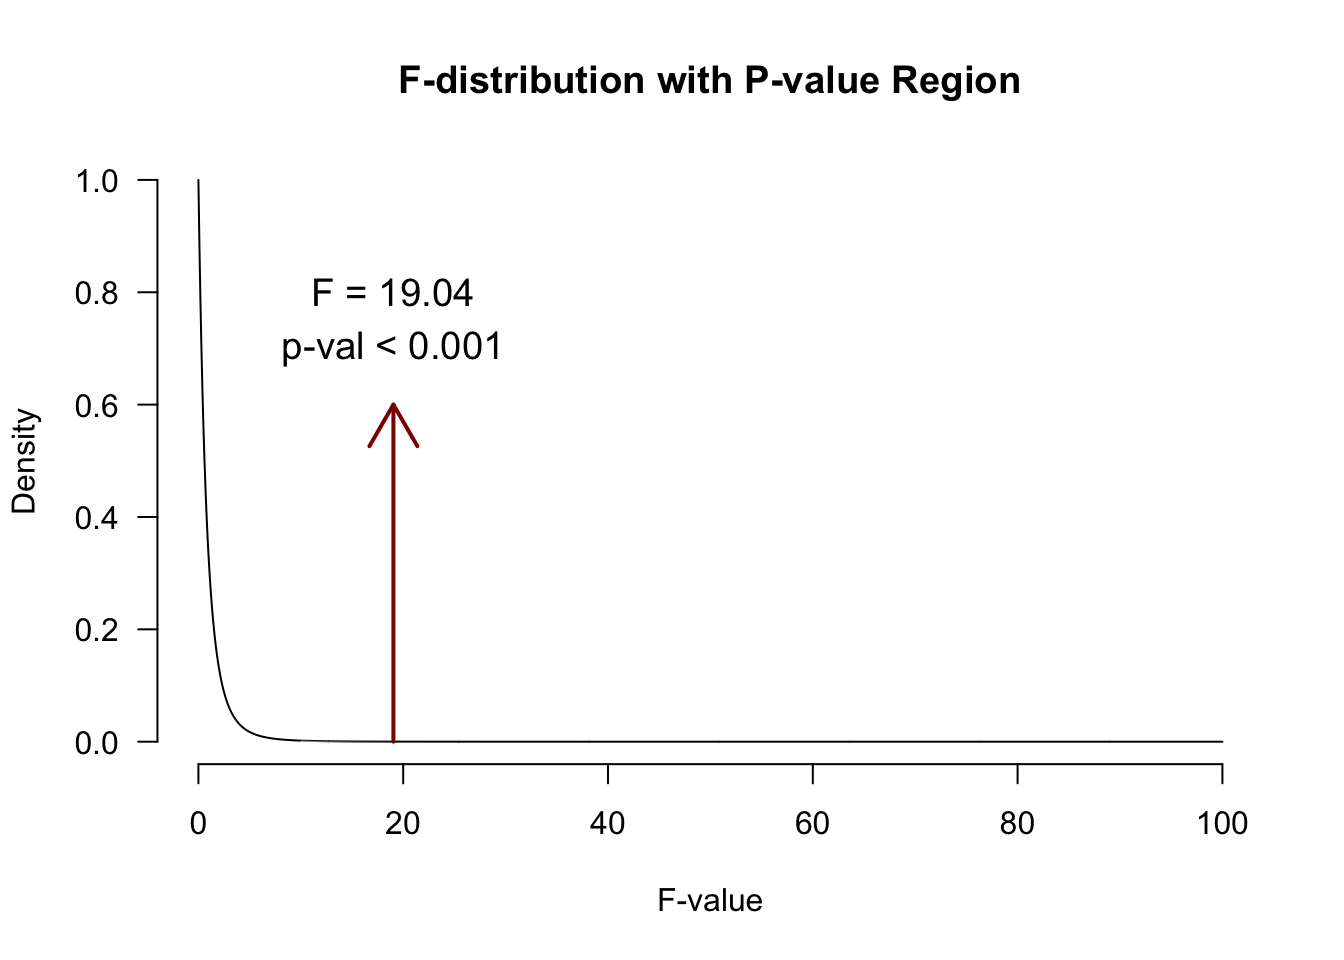 F-distribution with P-value Region
1.0
0.8
0.6
0.4
0.2
0.0
Density
F = 19.04
p-val < 0.001
0 20 40 60 80 100
F-value